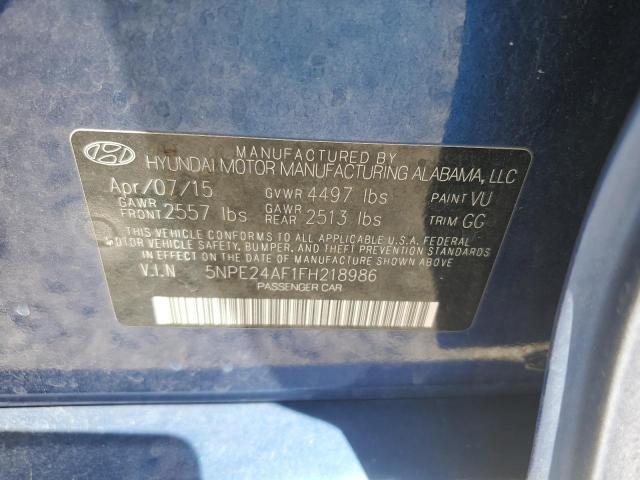 MANUFACTURED BY
HYUNDAI MOTOR MANUFACTURING ALABAMA, LLC
Apr/07/15 GVWR 4497 lbs PAINT VU
GAWR FRONT 2557 lbs GAWR REAR 2513 lbs TRIM GG
THIS VEHICLE CONFORMS TO ALL APPLICABLE U.S.A. FEDERAL
MOTOR VEHICLE SAFETY, BUMPER, AND THEFT PREVENTION STANDARDS
IN EFFECT ON THE DATE OF MANUFACTURE SHOWN ABOVE.
V.I.N 5NPE24AF1FH218986
PASSENGER CAR